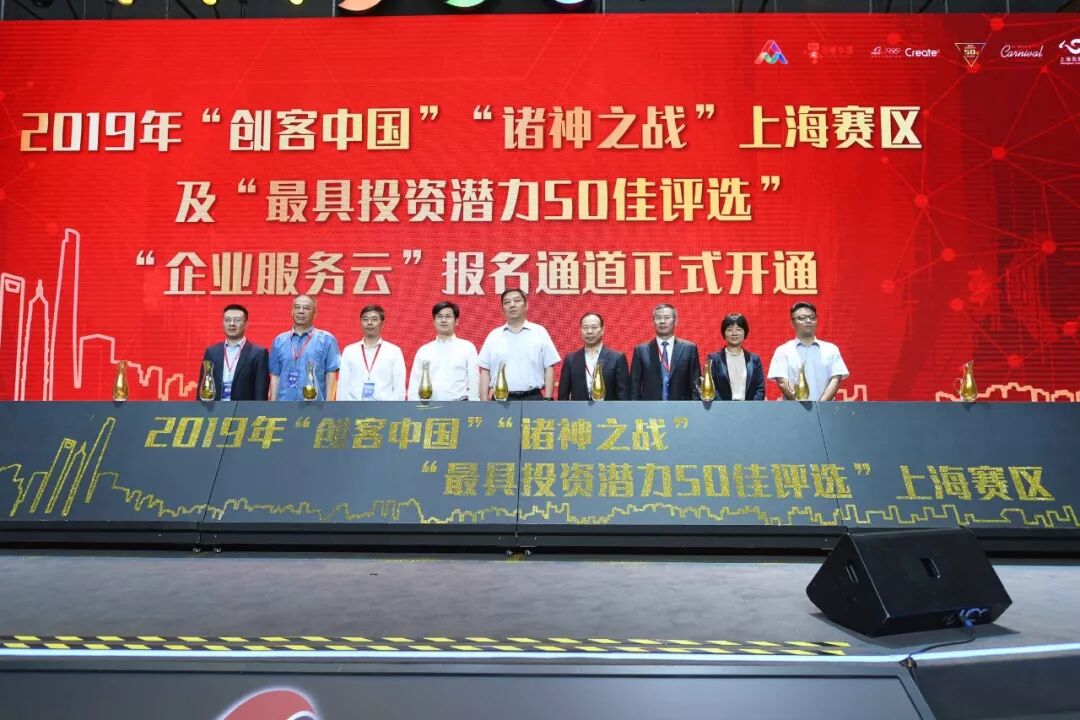 Create
50
Carnival
2019年“创客中国”“诸神之战”上海赛区
及“最具投资潜力50佳评选”
“企业服务云”报名通道正式开通
2019年“创客中国”“诸神之战”
“最具投资潜力50佳评选”上海赛区